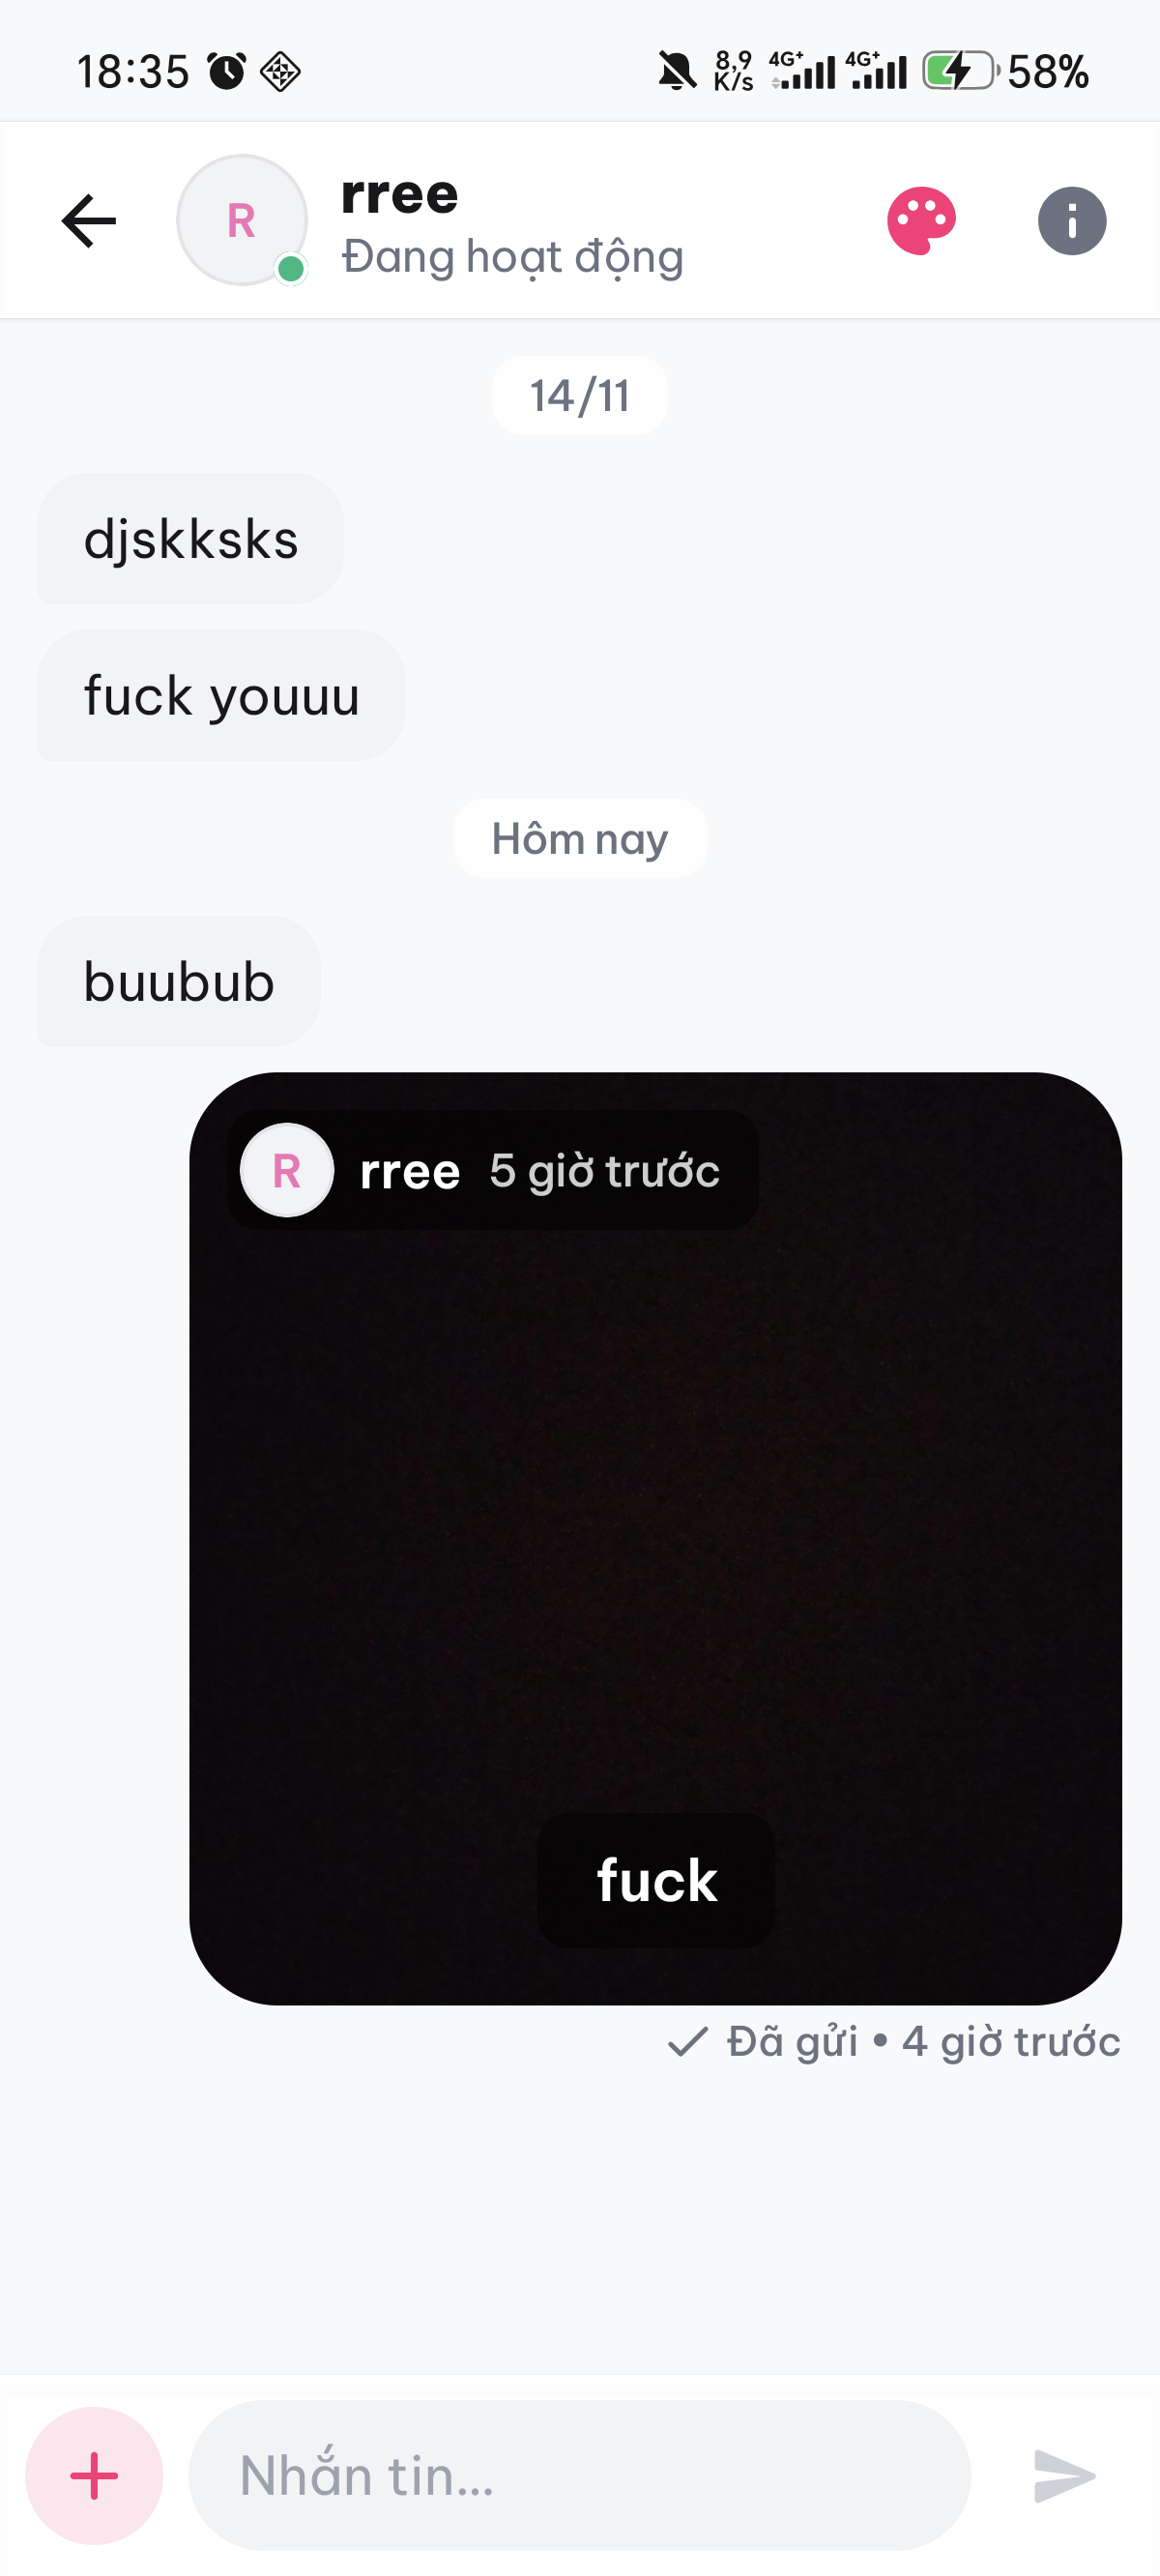 18:35
8,9
K/s
4G+
4G+
58%
R
rree
Đang hoạt động
14/11
djskksks
fuck youuu
Hôm nay
buubub
R rree 5 giờ trước
fuck
Đã gửi • 4 giờ trước
Nhắn tin...